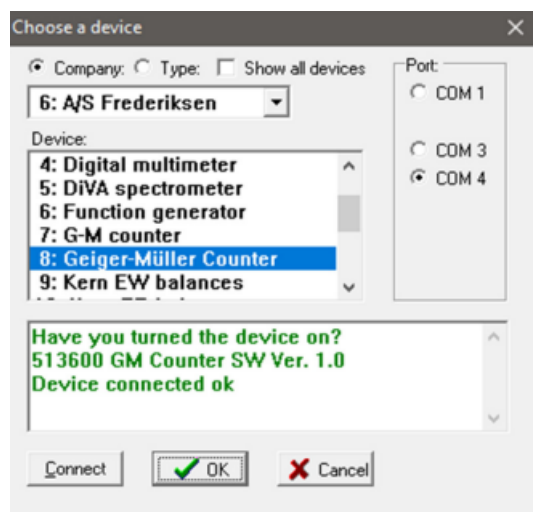 Choose a device
Company: Type: Show all devices
6: A/S Frederiksen
Device:
4: Digital multimeter
5: DiVA spectrometer
6: Function generator
7: G-M counter
8: Geiger-Müller Counter
9: Kern EW balances
Port:
COM 1
COM 3
COM 4
Have you turned the device on?
513600 GM Counter SW Ver. 1.0
Device connected ok
Connect OK Cancel